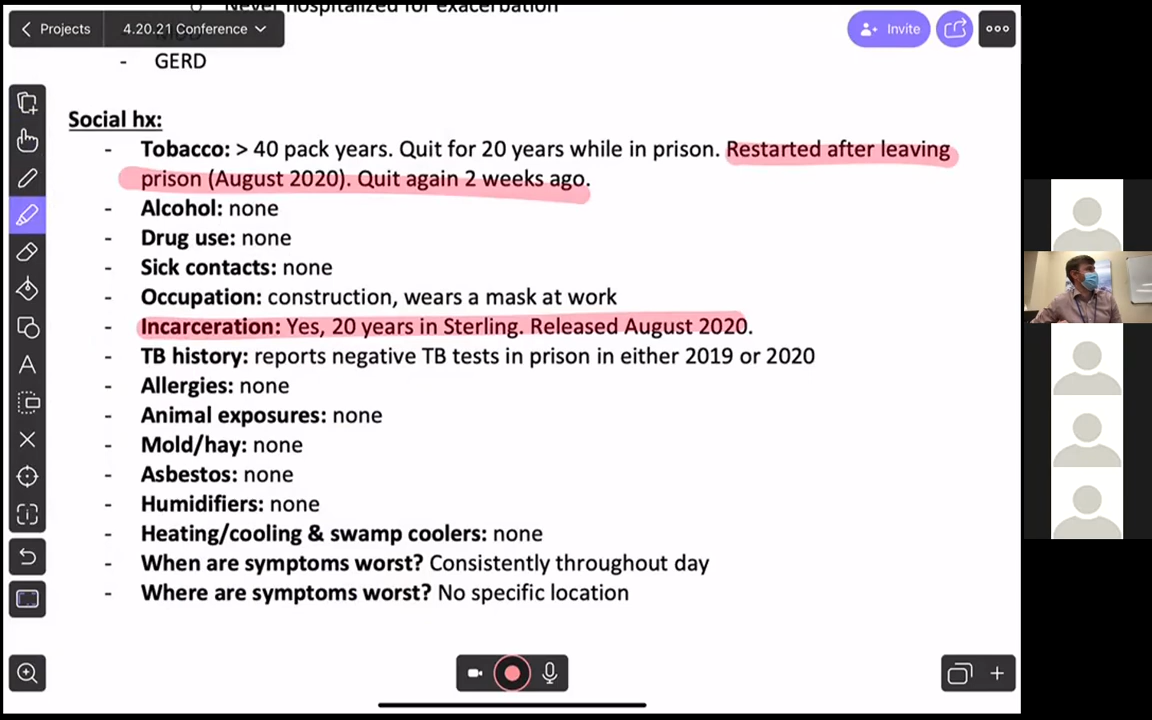 Never hospitalized for exacerbation
Projects
4.20.21 Conference
Invite
- GERD
Social hx:
- Tobacco: > 40 pack years. Quit for 20 years while in prison. Restarted after leaving
prison (August 2020). Quit again 2 weeks ago.
- Alcohol: none
- Drug use: none
- Sick contacts: none
- Occupation: construction, wears a mask at work
- Incarceration: Yes, 20 years in Sterling. Released August 2020.
- TB history: reports negative TB tests in prison in either 2019 or 2020
- Allergies: none
- Animal exposures: none
- Mold/hay: none
- Asbestos: none
- Humidifiers: none
- Heating/cooling & swamp coolers: none
- When are symptoms worst? Consistently throughout day
- Where are symptoms worst? No specific location